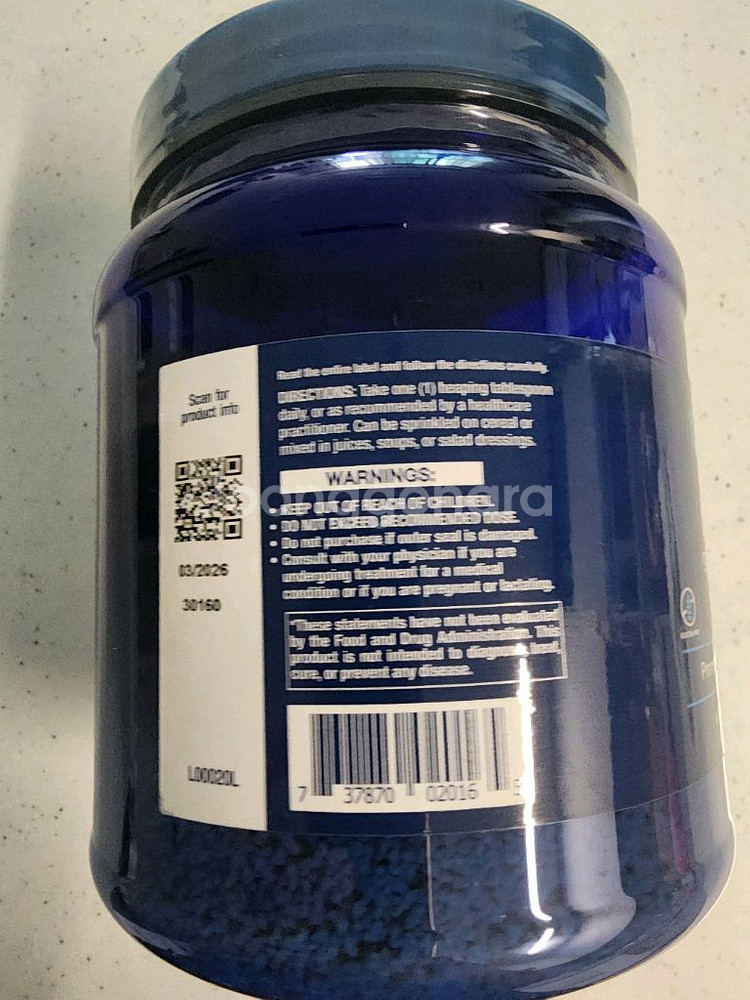 Scan for
product info
03/2026
30160
L00020L
Read the entire label and follow the directions carefully.
DIRECTIONS: Take one (1) heaping tablespoon
daily, or as recommended by a healthcare
practitioner. Can be sprinkled on cereal or
mixed in juices, soups, or salad dressings.
WARNINGS:
• KEEP OUT OF REACH OF CHILDREN.
• DO NOT EXCEED RECOMMENDED DOSE.
• Do not purchase if outer seal is damaged.
• Consult with your physician if you are
undergoing treatment for a medical
condition or if you are pregnant or lactating.
*These statements have not been evaluated
by the Food and Drug Administration. This
product is not intended to diagnose, treat,
cure, or prevent any disease.
7 37870 02016